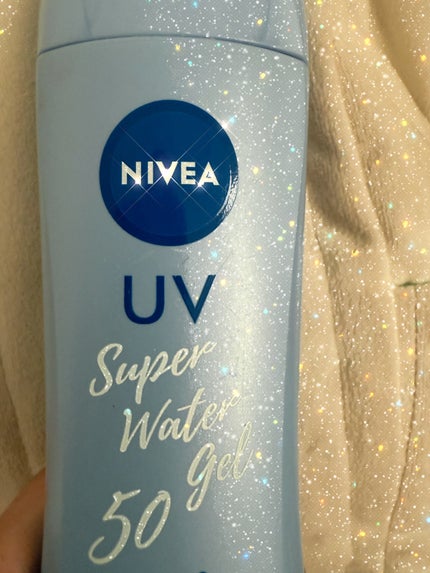 NIVEA
UV
Super
Water
Gel
50